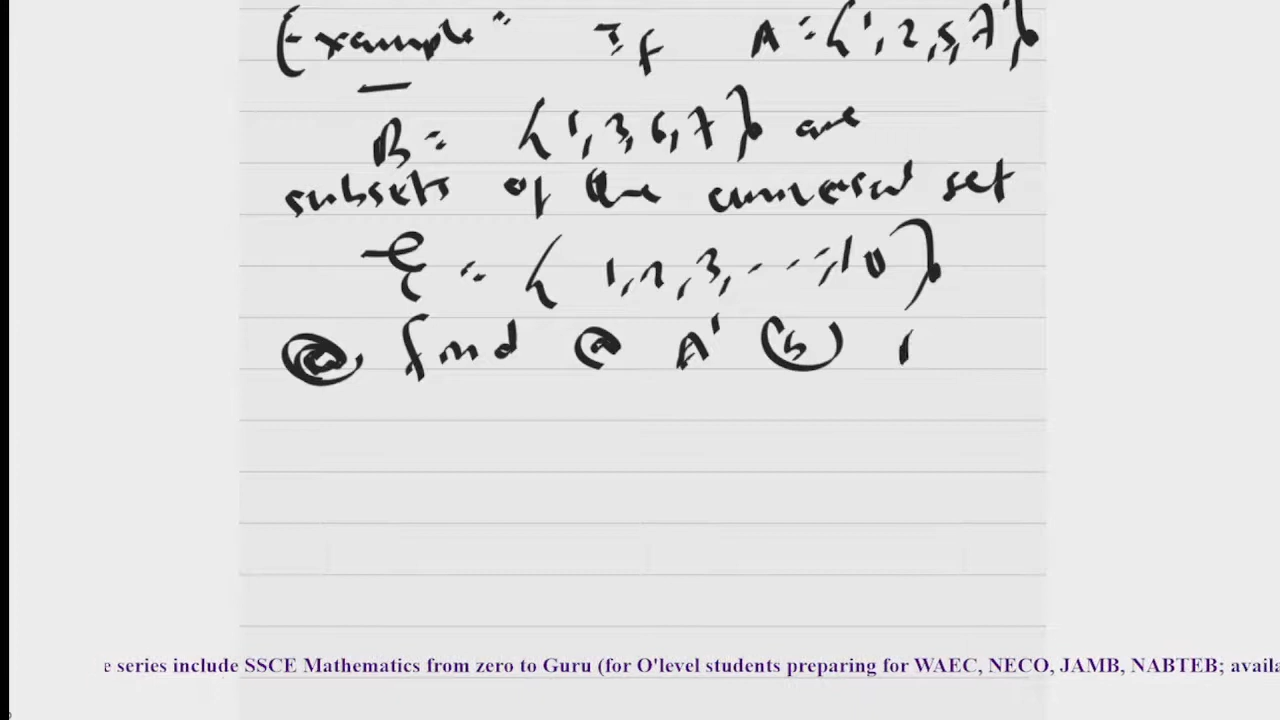 Example: If A = {1, 2, 5, 7}
B = {1, 3, 6, 7} are
subsets of the universal set
ξ = { 1, 2, 3, ..., 10 }
find (a) A' (b)
e series include SSCE Mathematics from zero to Guru (for O'level students preparing for WAEC, NECO, JAMB, NABTEB; availa